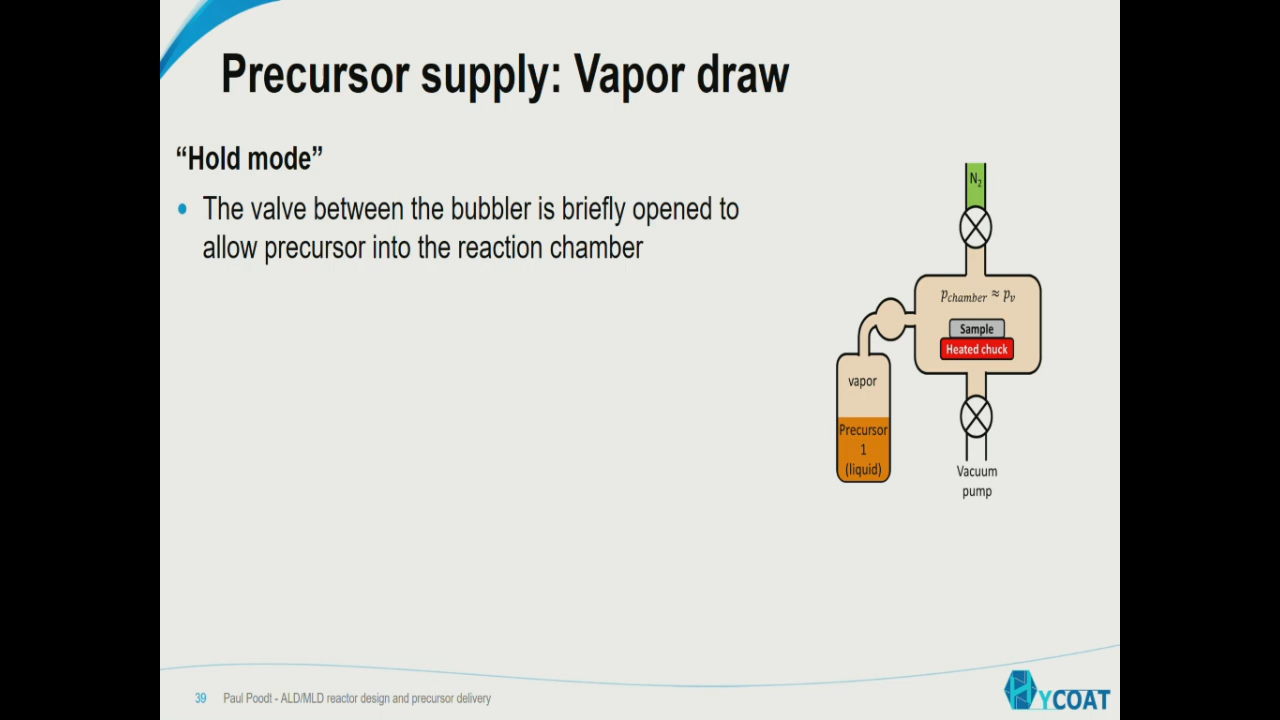 Precursor supply: Vapor draw
“Hold mode”
• The valve between the bubbler is briefly opened to
allow precursor into the reaction chamber
N₂
p_chamber ≈ p_v
Sample
Heated chuck
vapor
Precursor
1
(liquid)
Vacuum
pump
39 Paul Poodt - ALD/MLD reactor design and precursor delivery
HYCOAT